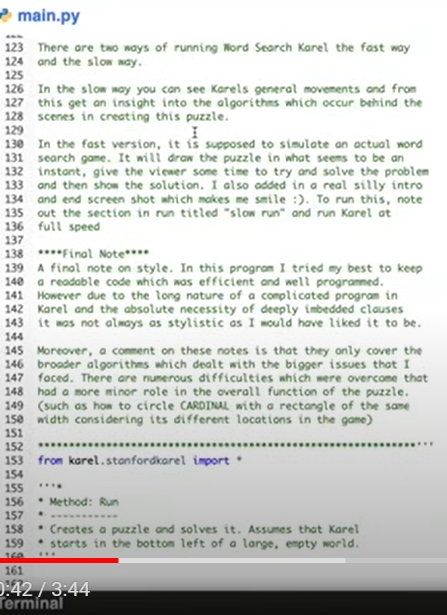 main.py
123 There are two ways of running Word Search Karel the fast way
124 and the slow way.
125
126 In the slow way you can see Karels general movements and from
127 this get an insight into the algorithms which occur behind the
128 scenes in creating this puzzle.
129
130 In the fast version, it is supposed to simulate an actual word
131 search game. It will draw the puzzle in what seems to be an
132 instant, give the viewer some time to try and solve the problem
133 and then show the solution. I also added in a real silly intro
134 and end screen shot which makes me smile :). To run this, note
135 out the section in run titled "slow run" and run Karel at
136 full speed
137
138 ****Final Note****
139 A final note on style. In this program I tried my best to keep
140 a readable code which was efficient and well programmed.
141 However due to the long nature of a complicated program in
142 Karel and the absolute necessity of deeply imbedded clauses
143 it was not always as stylistic as I would have liked it to be.
144
145 Moreover, a comment on these notes is that they only cover the
146 broader algorithms which dealt with the bigger issues that I
147 faced. There are numerous difficulties which were overcome that
148 had a more minor role in the overall function of the puzzle.
149 (such as how to circle CARDINAL with a rectangle of the same
150 width considering its different locations in the game)
151
152 ******************************************************'''
153 from karel.stanfordkarel import *
154
155 '''*
156 * Method: Run
157 * -----------
158 * Creates a puzzle and solves it. Assumes that Karel
159 * starts in the bottom left of a large, empty world.
160 '''
161
0:42 / 3:44
Terminal